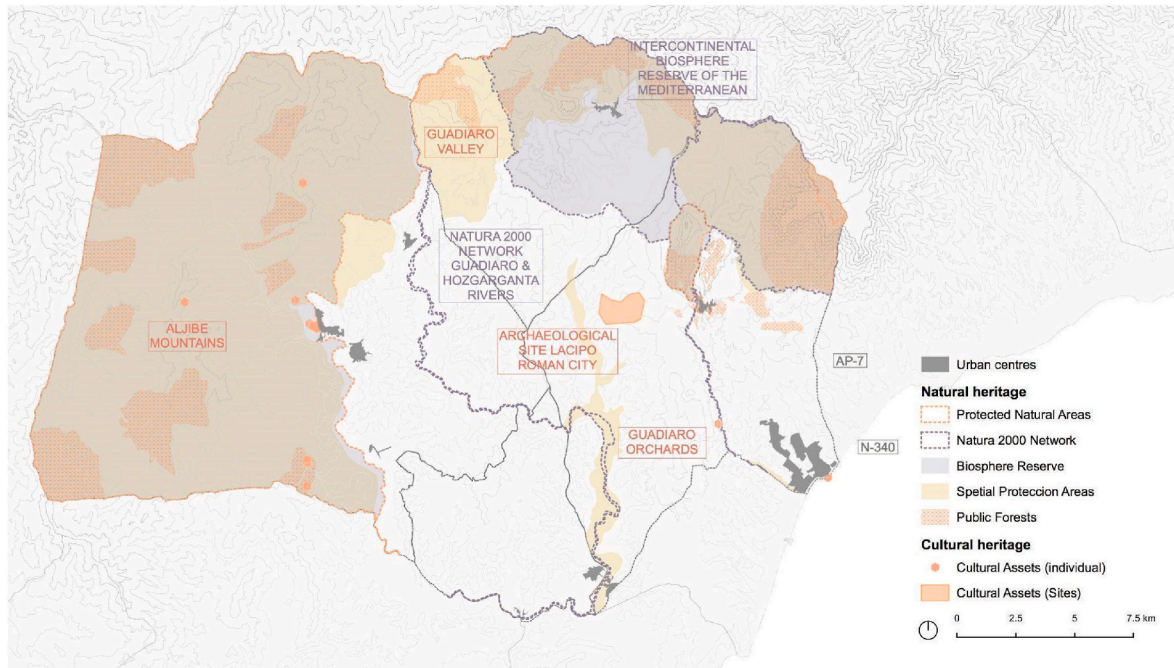 INTERCONTINENTAL
BIOSPHERE
RESERVE OF THE
MEDITERRANEAN
GUADIARO
VALLEY
NATURA 2000
NETWORK
GUADIARO &
HOZGARGANTA
RIVERS
ALJIBE
MOUNTAINS
ARCHAEOLOGICAL
SITE LACIPO
ROMAN CITY
GUADIARO
ORCHARDS
AP-7
N-340
Urban centres
Natural heritage
Protected Natural Areas
Natura 2000 Network
Biosphere Reserve
Spetial Proteccion Areas
Public Forests
Cultural heritage
Cultural Assets (individual)
Cultural Assets (Sites)
0 2.5 5 7.5 km